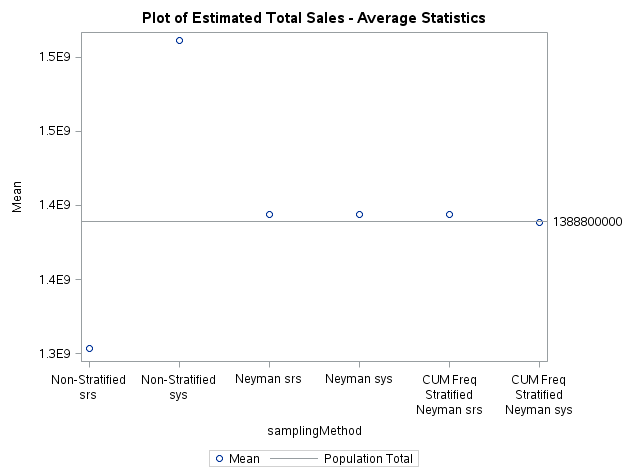 Plot of Estimated Total Sales - Average Statistics
1.5E9
1.5E9
1.4E9
1.4E9
1.3E9
Mean
1388800000
Non-Stratified srs
Non-Stratified sys
Neyman srs
Neyman sys
CUM Freq Stratified Neyman srs
CUM Freq Stratified Neyman sys
samplingMethod
Mean
Population Total